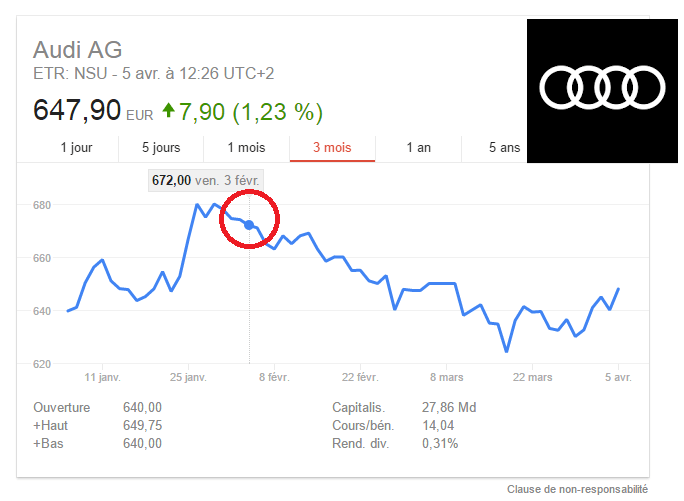 Audi AG
ETR: NSU - 5 avr. à 12:26 UTC+2
647,90 EUR 7,90 (1,23 %)
1 jour 5 jours 1 mois 3 mois 1 an 5 ans
672,00 ven. 3 févr.
680
660
640
620
11 janv. 25 janv. 8 févr. 22 févr. 8 mars 22 mars 5 avr.
Ouverture 640,00 Capitalis. 27,86 Md
+Haut 649,75 Cours/bén. 14,04
+Bas 640,00 Rend. div. 0,31%
Clause de non-responsabilité